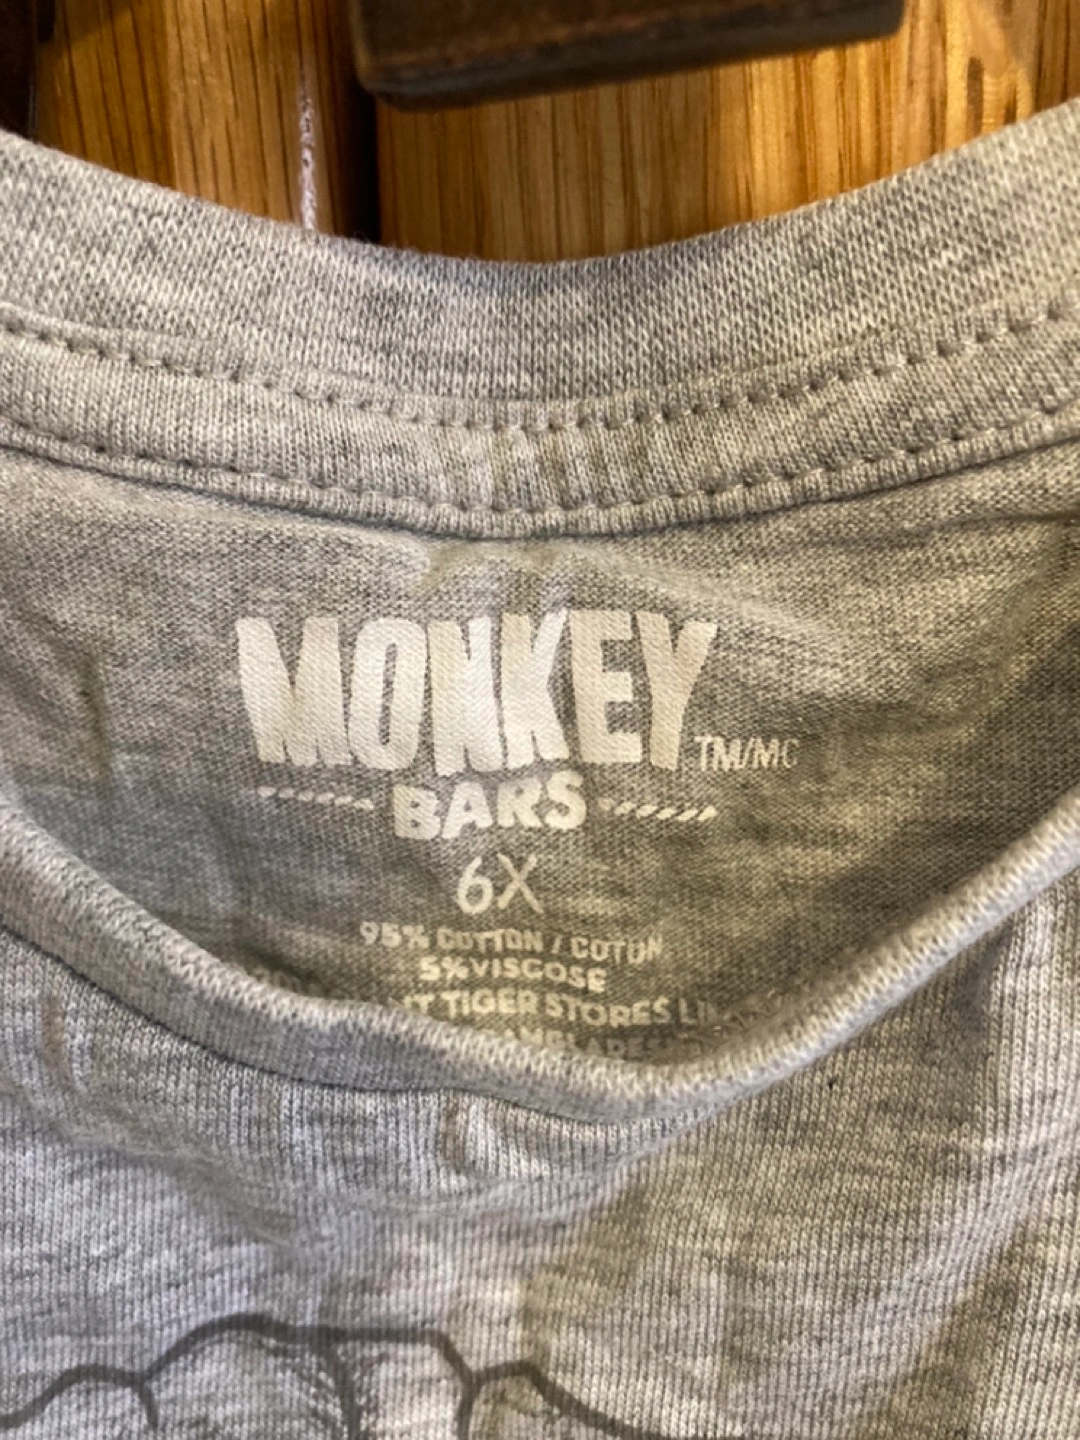 MONKEY TM/MC
BARS
6X
95% COTTON / COTON
5% VISCOSE
TIGER STORES